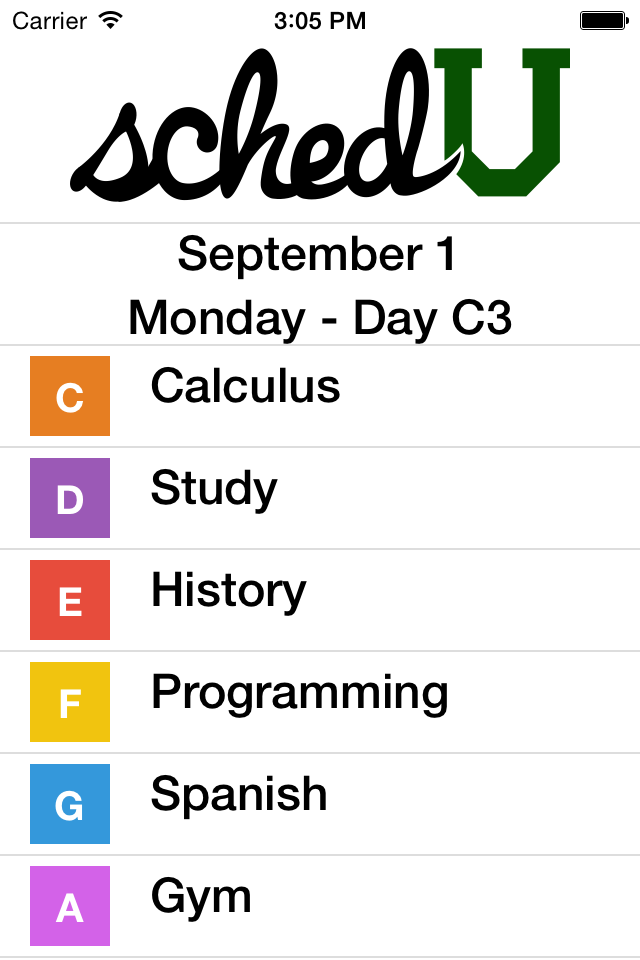 Carrier 3:05 PM
schedU
September 1
Monday - Day C3
C Calculus
D Study
E History
F Programming
G Spanish
A Gym